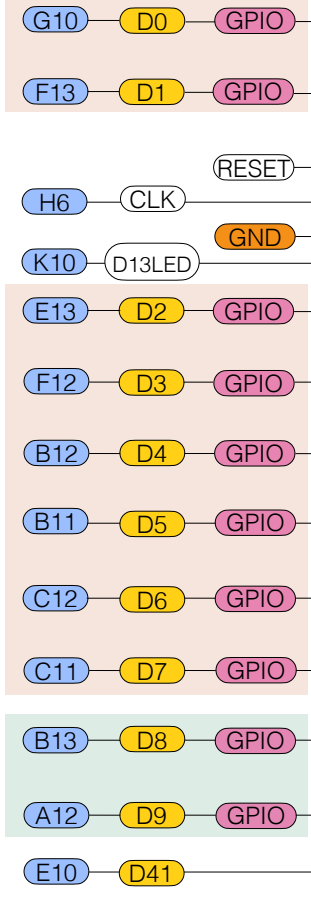 G10 D0 GPIO
F13 D1 GPIO
RESET
H6 CLK
GND
K10 D13LED
E13 D2 GPIO
F12 D3 GPIO
B12 D4 GPIO
B11 D5 GPIO
C12 D6 GPIO
C11 D7 GPIO
B13 D8 GPIO
A12 D9 GPIO
E10 D41